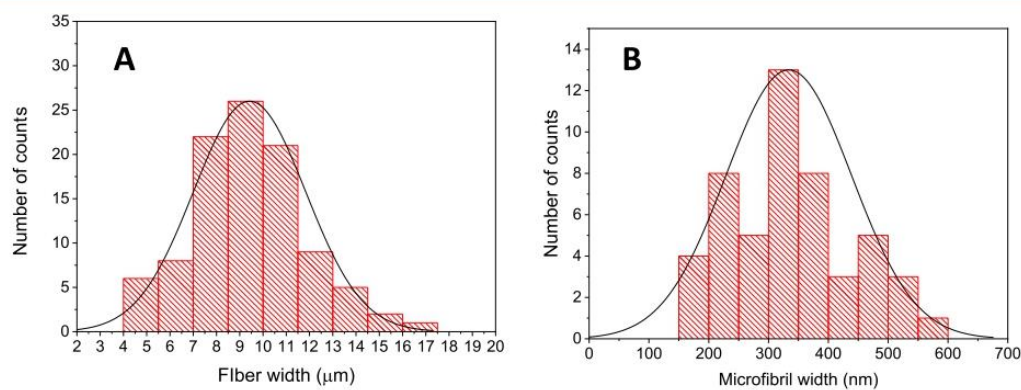 A
35
30
25
20
15
10
5
0
Number of counts
2 3 4 5 6 7 8 9 10 11 12 13 14 15 16 17 18 19 20
FIber width (μm)
B
14
12
10
8
6
4
2
0
Number of counts
0 100 200 300 400 500 600 700
Microfibril width (nm)